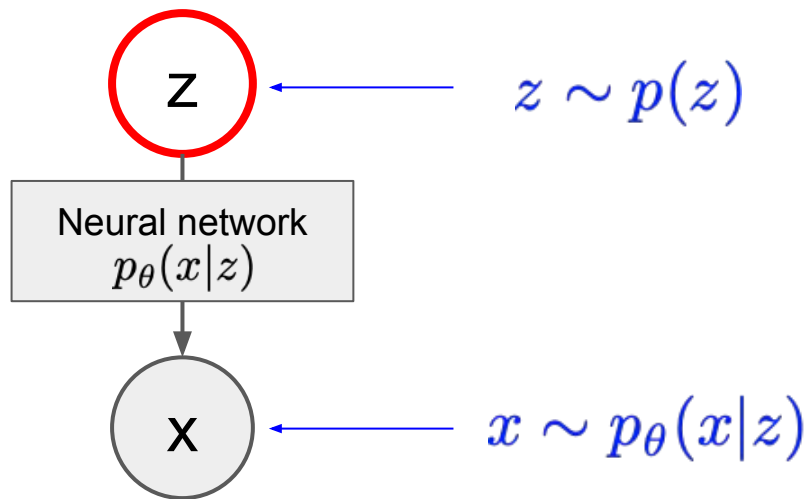 z
z ∼ p(z)
Neural network
pθ(x|z)
x
x ∼ pθ(x|z)